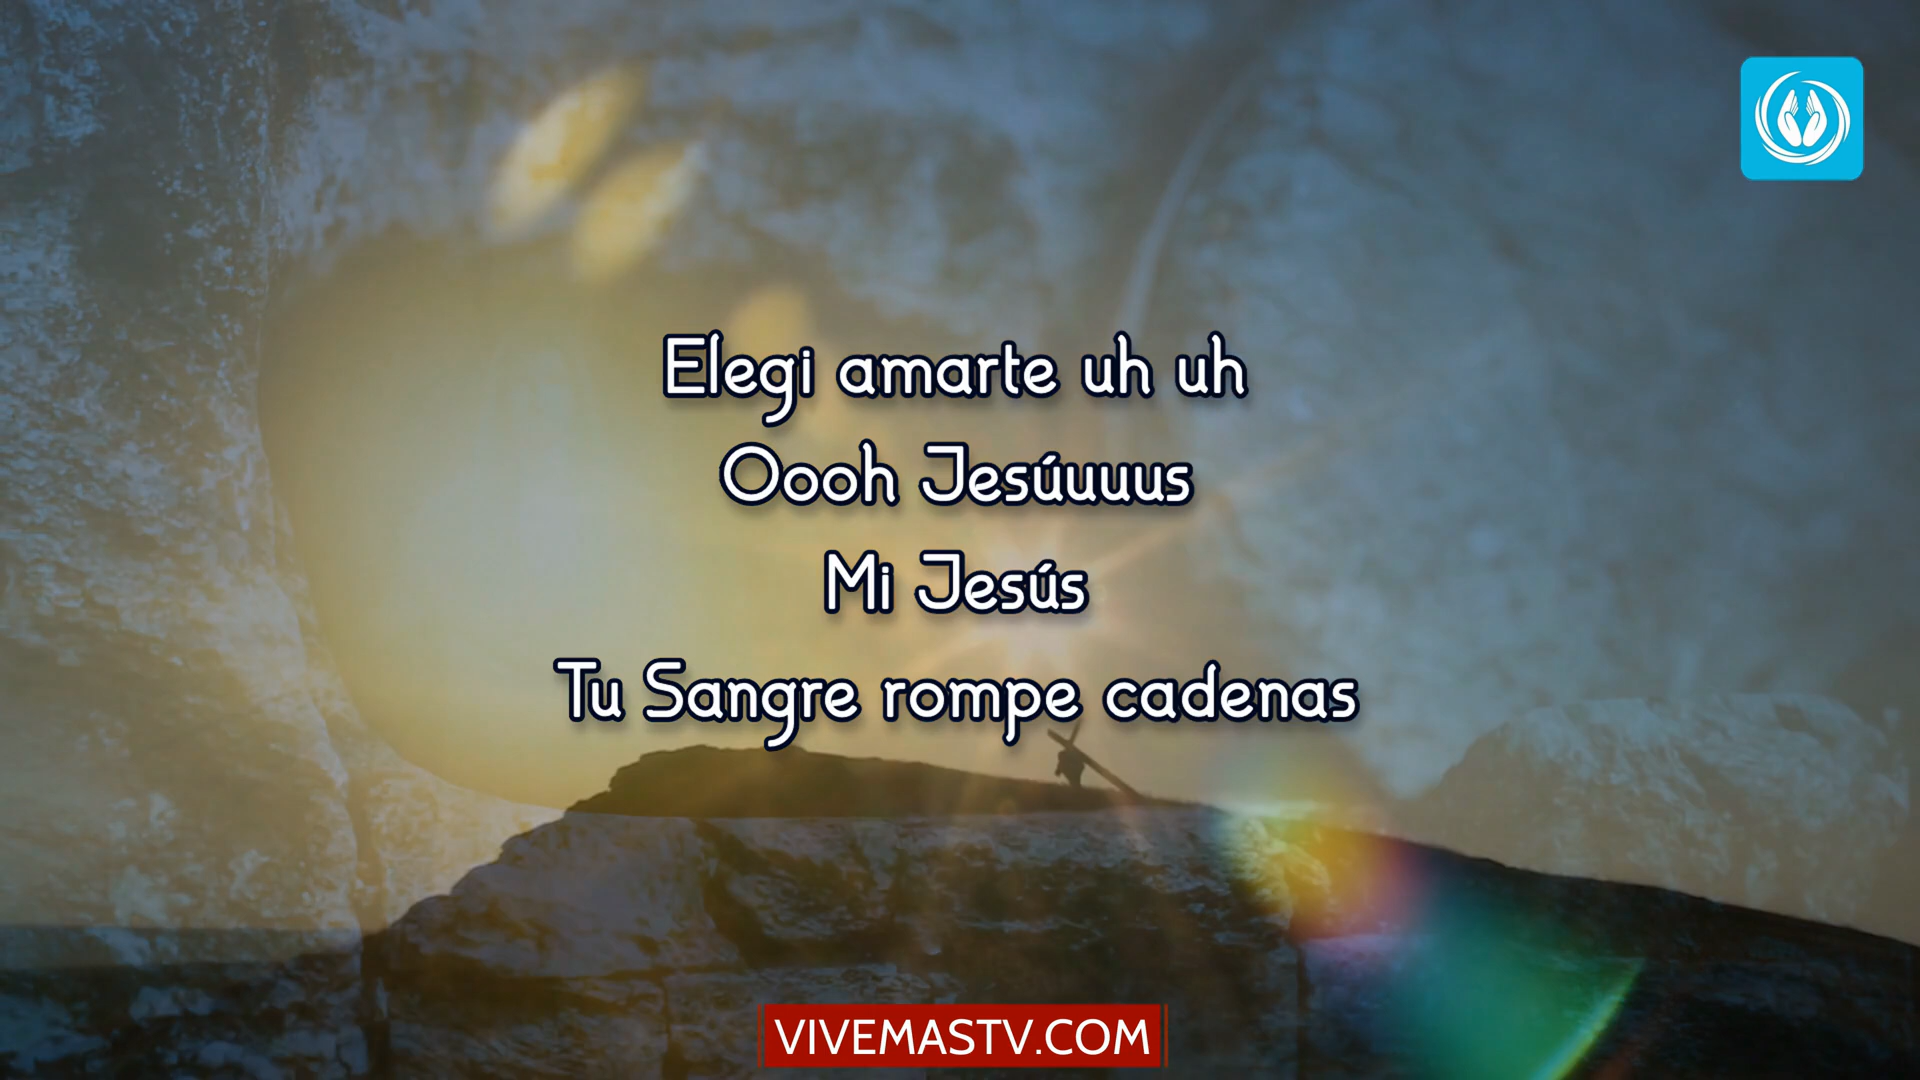 Elegi amarte uh uh
Oooh Jesúuuus
Mi Jesús
Tu Sangre rompe cadenas
VIVEMASTV.COM